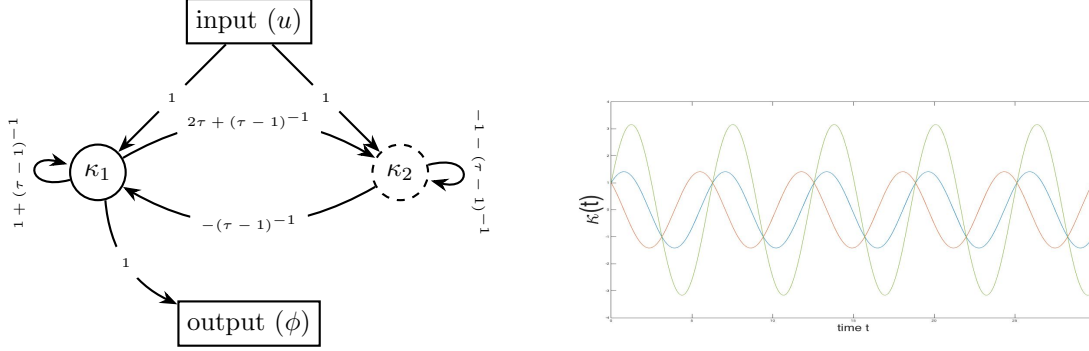 input (u)
1
1
2τ + (τ − 1)⁻¹
1 + (τ − 1)⁻¹
κ₁
κ₂
−1 − (τ − 1)⁻¹
−(τ − 1)⁻¹
1
output (ϕ)
κ(t)
time t